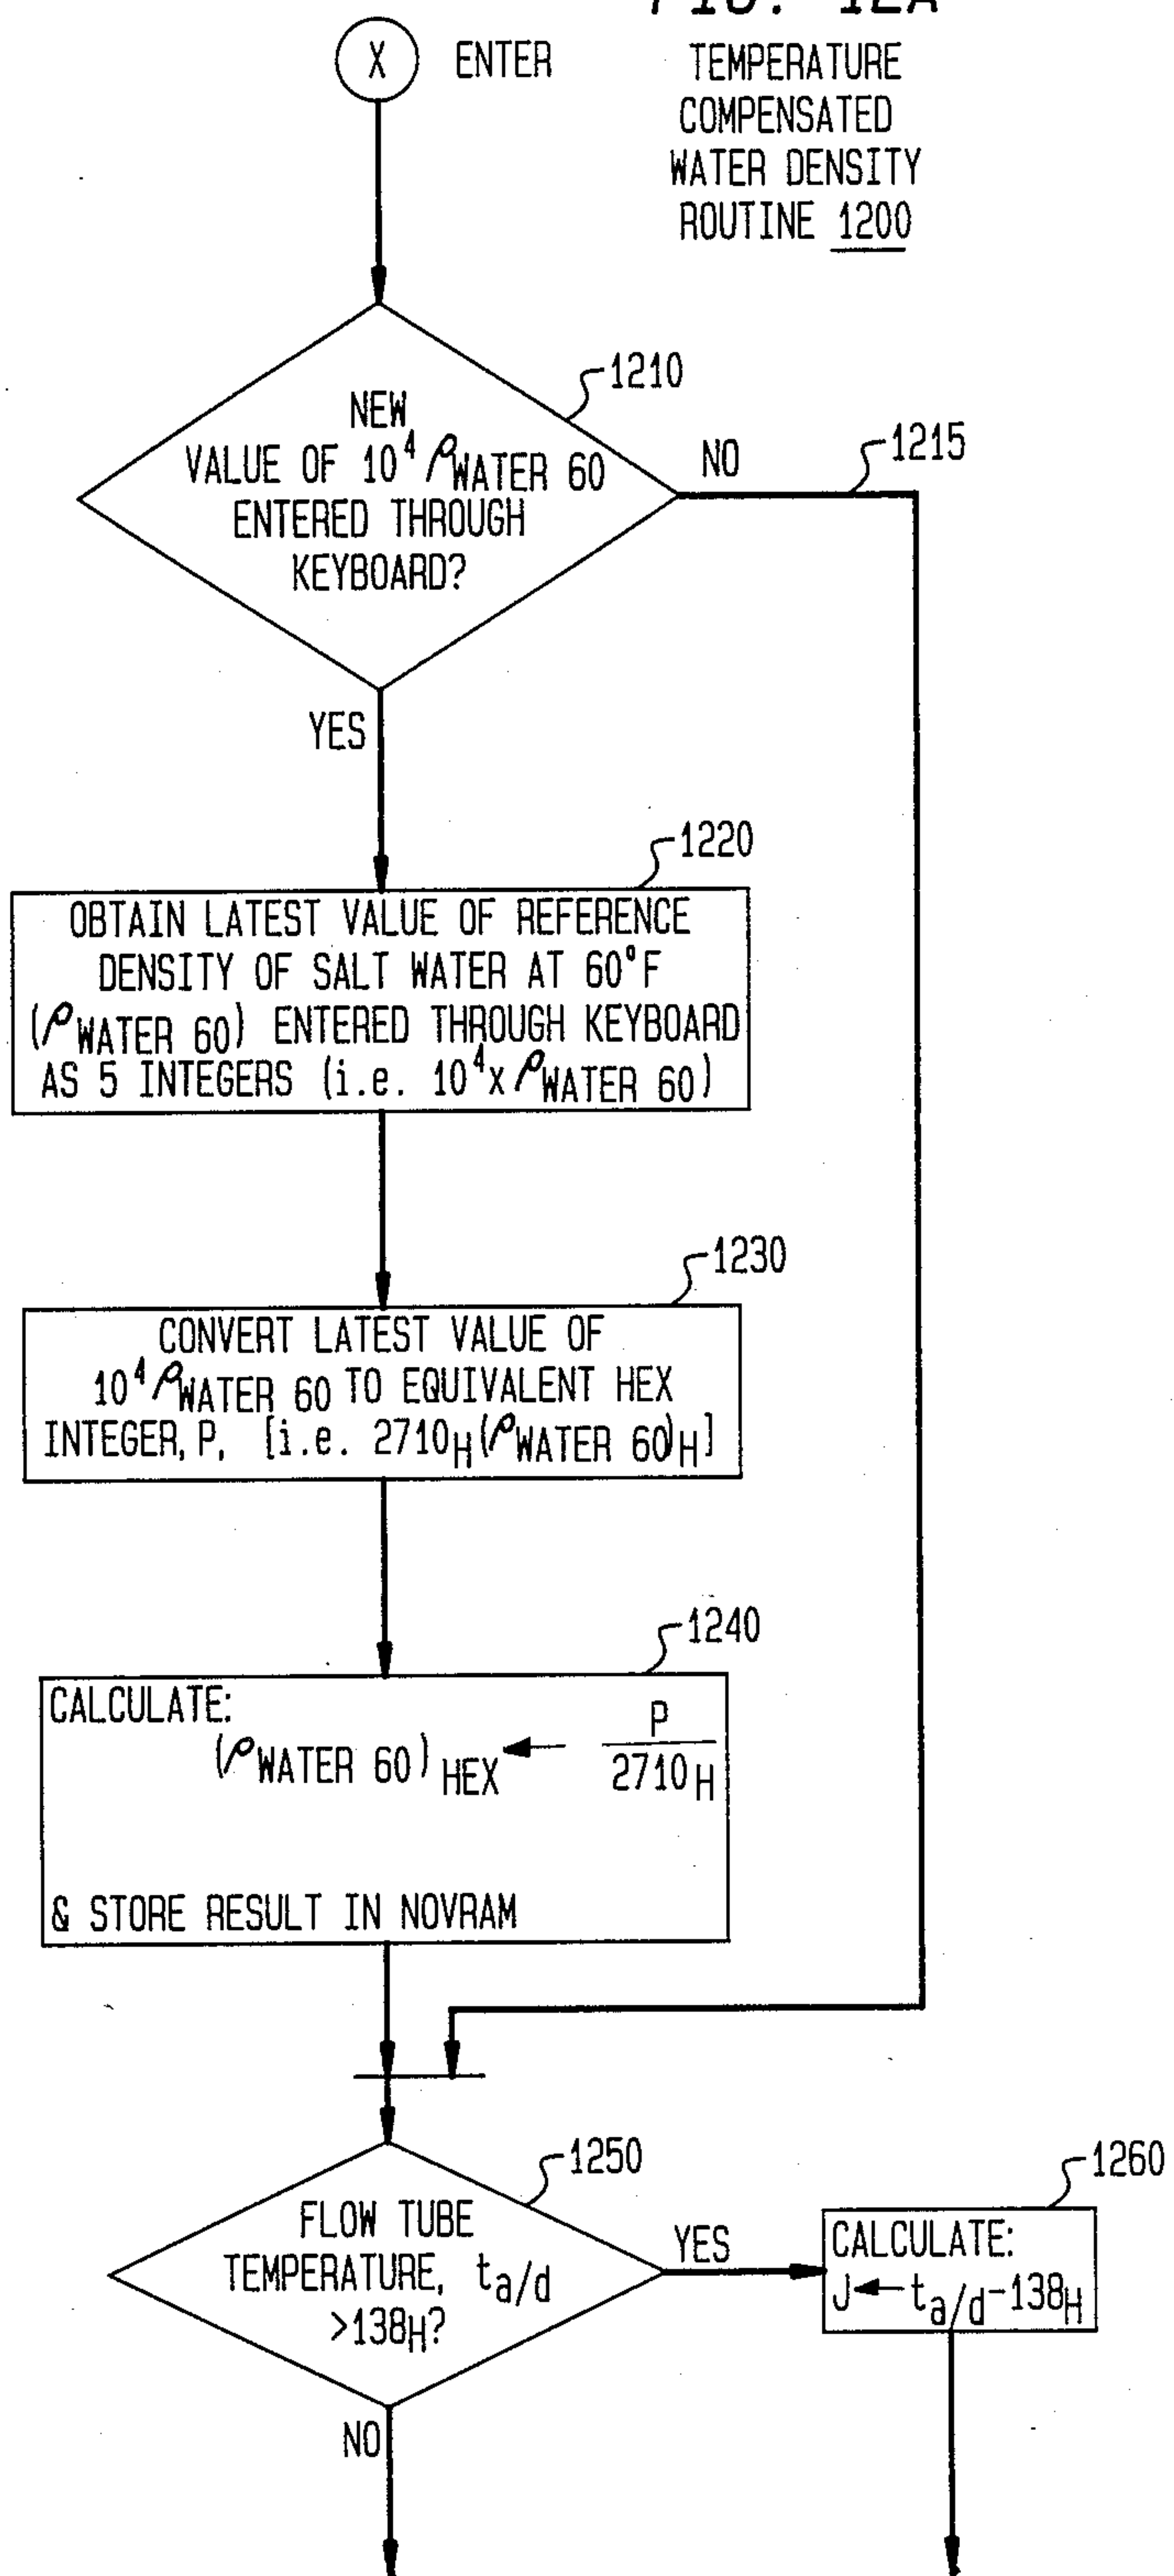 FIG. 12A
X ENTER
TEMPERATURE
COMPENSATED
WATER DENSITY
ROUTINE 1200
1210
NEW
VALUE OF 10⁴ ρWATER 60
ENTERED THROUGH
KEYBOARD?
NO
1215
YES
1220
OBTAIN LATEST VALUE OF REFERENCE
DENSITY OF SALT WATER AT 60°F
(ρWATER 60) ENTERED THROUGH KEYBOARD
AS 5 INTEGERS (i.e. 10⁴x ρWATER 60)
1230
CONVERT LATEST VALUE OF
10⁴ρWATER 60 TO EQUIVALENT HEX
INTEGER, P, [i.e. 2710H(ρWATER 60)H]
1240
CALCULATE:
(ρWATER 60)HEX ← P
2710H
& STORE RESULT IN NOVRAM
1250
FLOW TUBE
TEMPERATURE, ta/d
>138H?
YES
NO
1260
CALCULATE:
J←ta/d-138H